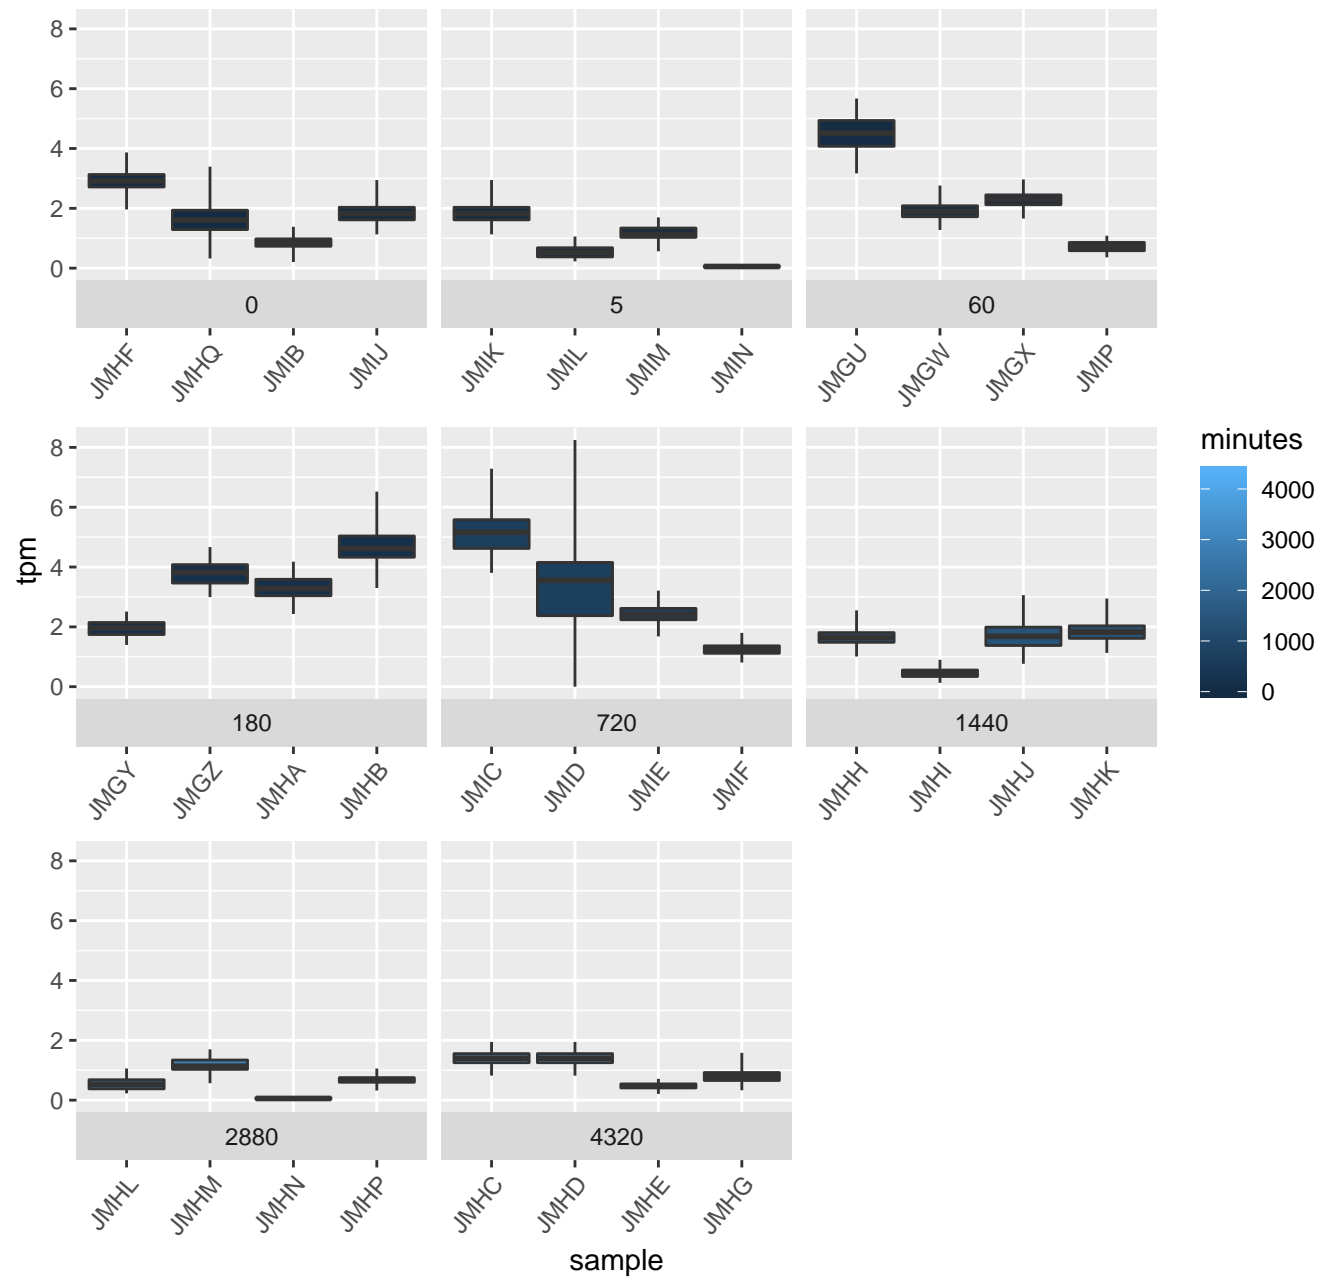 8
6
4
2
0
0
5
60
JMHF
JMHQ
JMIB
JMIJ
JMIK
JMIL
JMIM
JMIN
JMGU
JMGW
JMGX
JMIP
tpm
8
6
4
2
0
180
720
1440
JMGY
JMGZ
JMHA
JMHB
JMIC
JMID
JMIE
JMIF
JMHH
JMHI
JMHJ
JMHK
minutes
4000
3000
2000
1000
0
8
6
4
2
0
2880
4320
JMHL
JMHM
JMHN
JMHP
JMHC
JMHD
JMHE
JMHG
sample